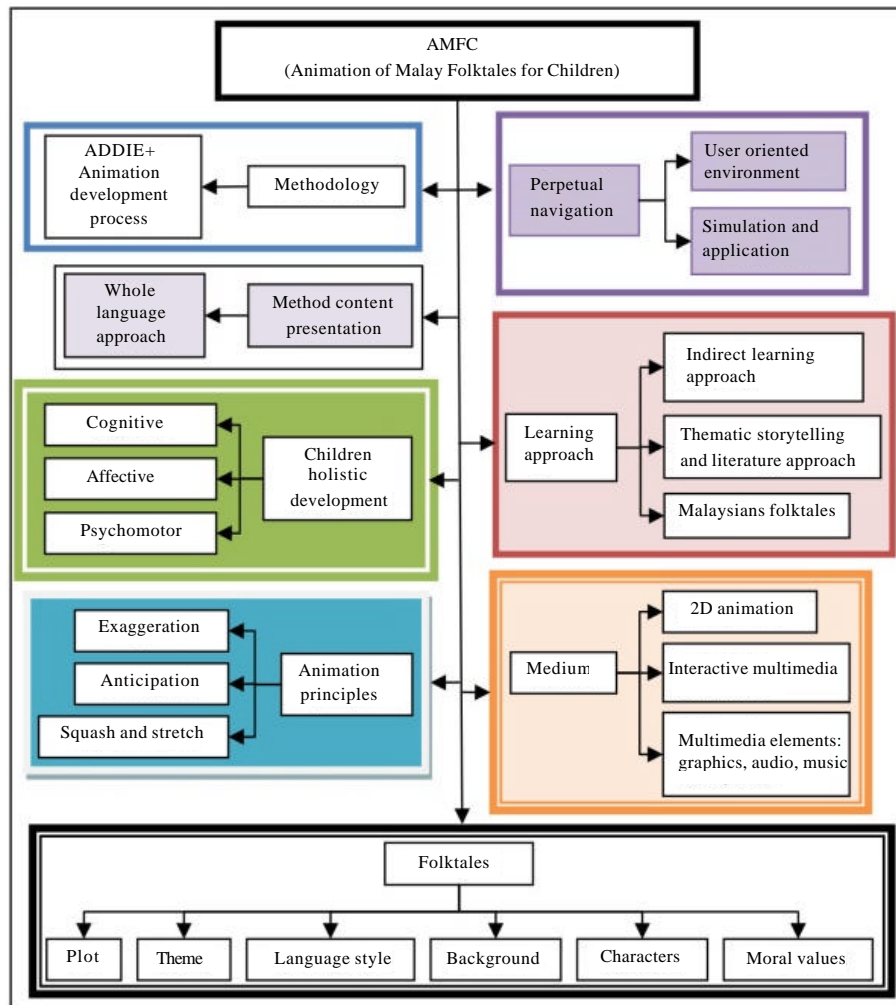 AMFC
(Animation of Malay Folktales for Children)
ADDIE+
Animation
development
process
Methodology
Perpetual
navigation
User oriented
environment
Simulation and
application
Whole
language
approach
Method content
presentation
Cognitive
Affective
Psychomotor
Children
holistic
development
Learning
approach
Indirect learning
approach
Thematic storytelling
and literature approach
Malaysians folktales
Exaggeration
Anticipation
Squash and stretch
Animation
principles
Medium
2D animation
Interactive multimedia
Multimedia elements:
graphics, audio, music
Folktales
Plot
Theme
Language style
Background
Characters
Moral values